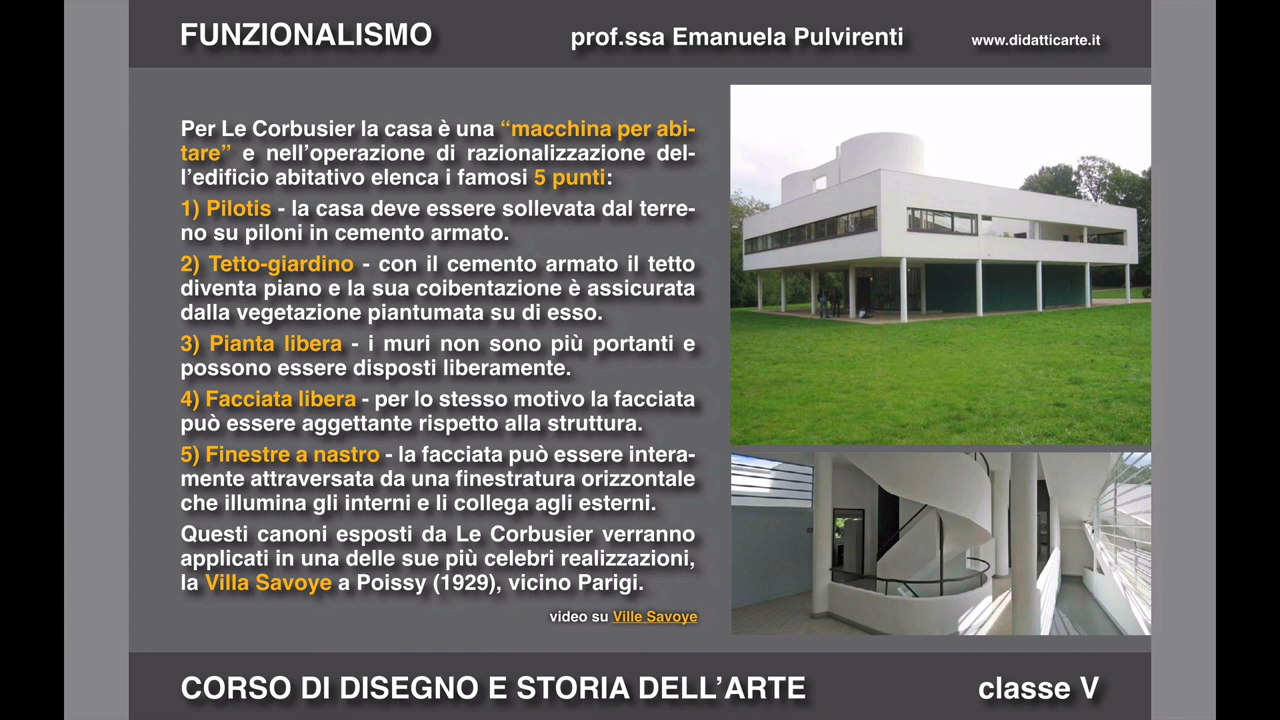 FUNZIONALISMO
prof.ssa Emanuela Pulvirenti
www.didatticarte.it
Per Le Corbusier la casa è una “macchina per abi-
tare” e nell’operazione di razionalizzazione del-
l’edificio abitativo elenca i famosi 5 punti:
1) Pilotis - la casa deve essere sollevata dal terre-
no su piloni in cemento armato.
2) Tetto-giardino - con il cemento armato il tetto
diventa piano e la sua coibentazione è assicurata
dalla vegetazione piantumata su di esso.
3) Pianta libera - i muri non sono più portanti e
possono essere disposti liberamente.
4) Facciata libera - per lo stesso motivo la facciata
può essere aggettante rispetto alla struttura.
5) Finestre a nastro - la facciata può essere intera-
mente attraversata da una finestratura orizzontale
che illumina gli interni e li collega agli esterni.
Questi canoni esposti da Le Corbusier verranno
applicati in una delle sue più celebri realizzazioni,
la Villa Savoye a Poissy (1929), vicino Parigi.
video su Ville Savoye
CORSO DI DISEGNO E STORIA DELL’ARTE
classe V